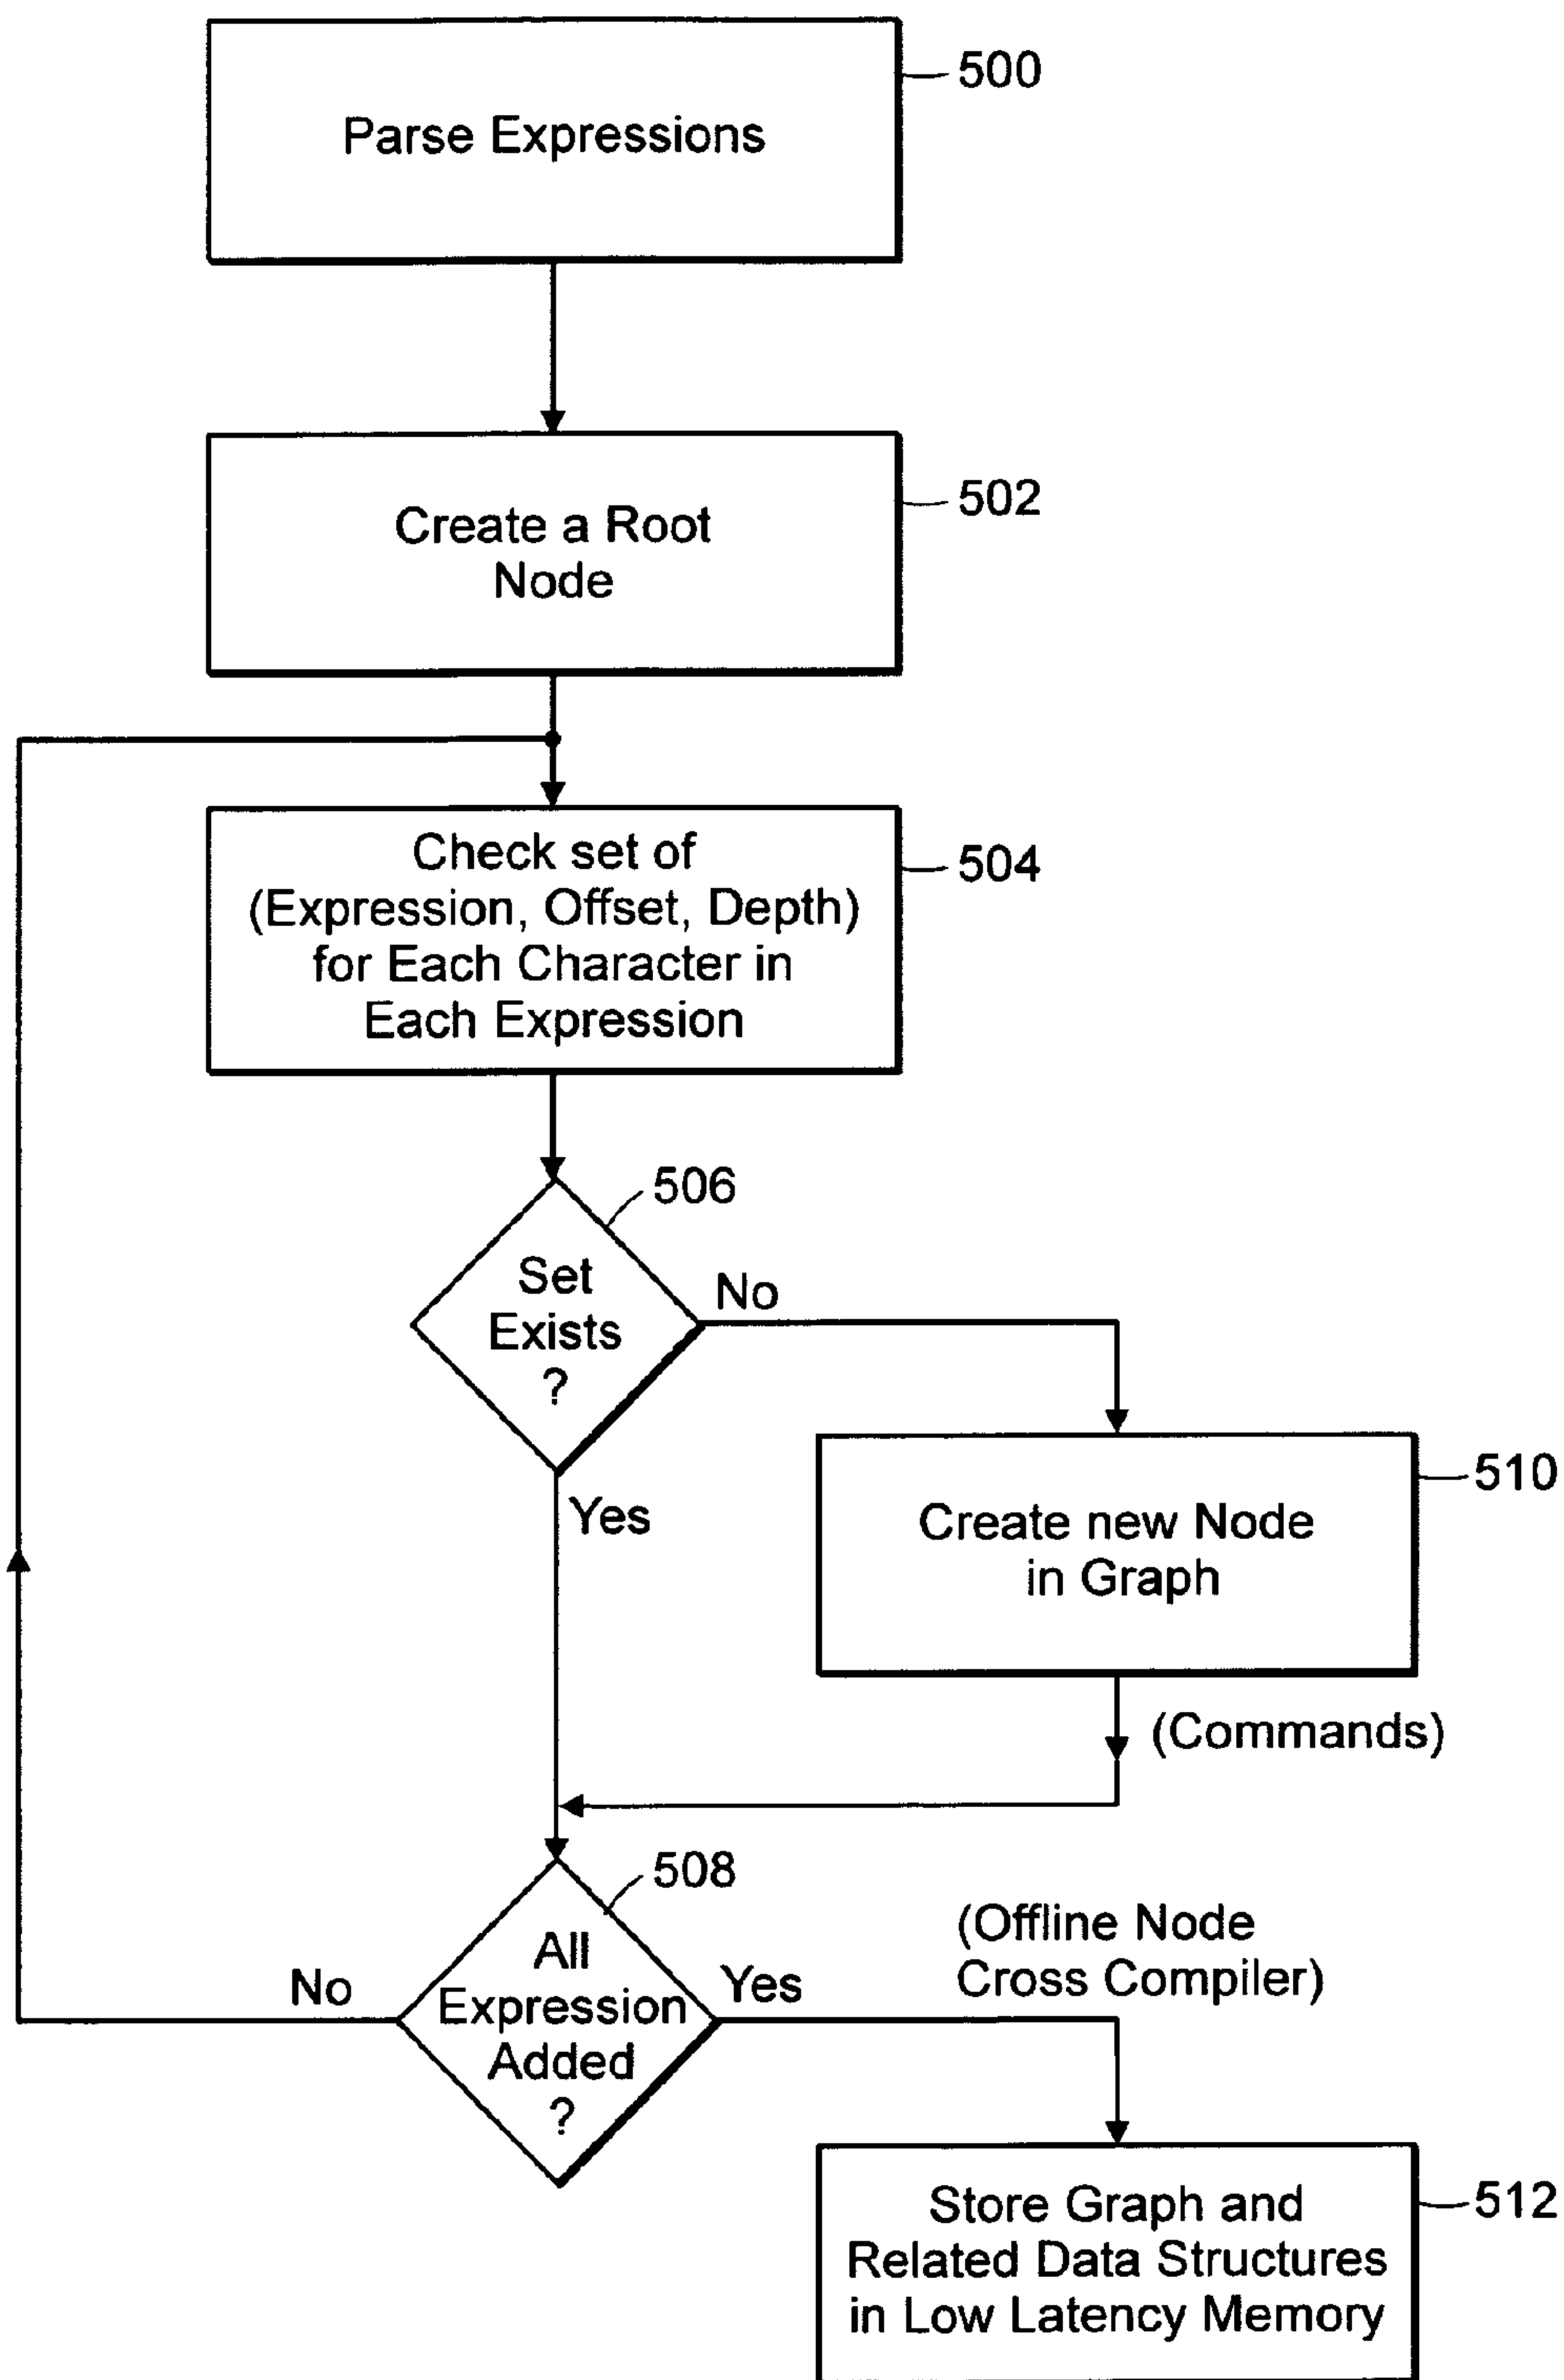 Parse Expressions
500
Create a Root
Node
502
Check set of
(Expression, Offset, Depth)
for Each Character in
Each Expression
504
506
Set
Exists
?
No
Yes
Create new Node
in Graph
510
(Commands)
508
All
Expression
Added
?
No
Yes
(Offline Node
Cross Compiler)
Store Graph and
Related Data Structures
in Low Latency Memory
512